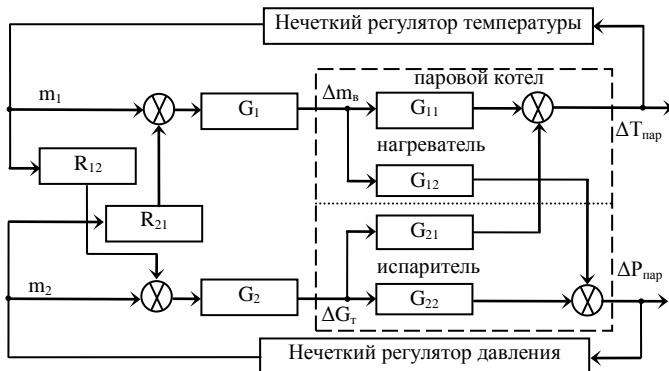 Нечеткий регулятор температуры
паровой котел
m₁
G₁
Δmв
G₁₁
ΔTпар
нагреватель
R₁₂
G₁₂
R₂₁
G₂₁
испаритель
ΔPпар
m₂
G₂
ΔGт
G₂₂
Нечеткий регулятор давления